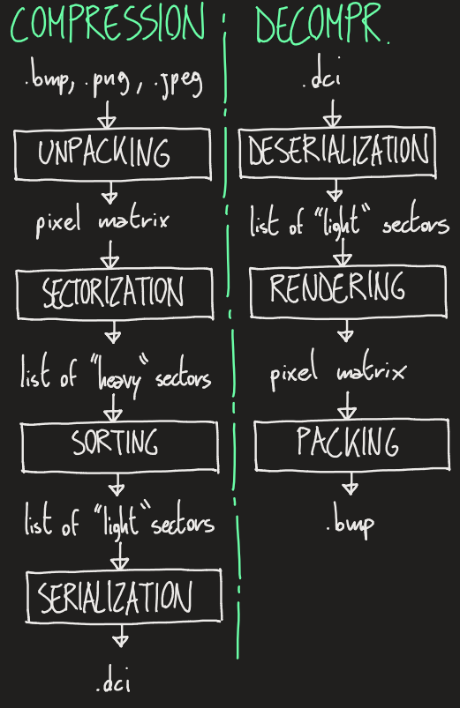 COMPRESSION
.bmp, .png, .jpeg
UNPACKING
pixel matrix
SECTORIZATION
list of "heavy" sectors
SORTING
list of "light" sectors
SERIALIZATION
.dci
DECOMPR.
.dci
DESERIALIZATION
list of "light" sectors
RENDERING
pixel matrix
PACKING
.bmp